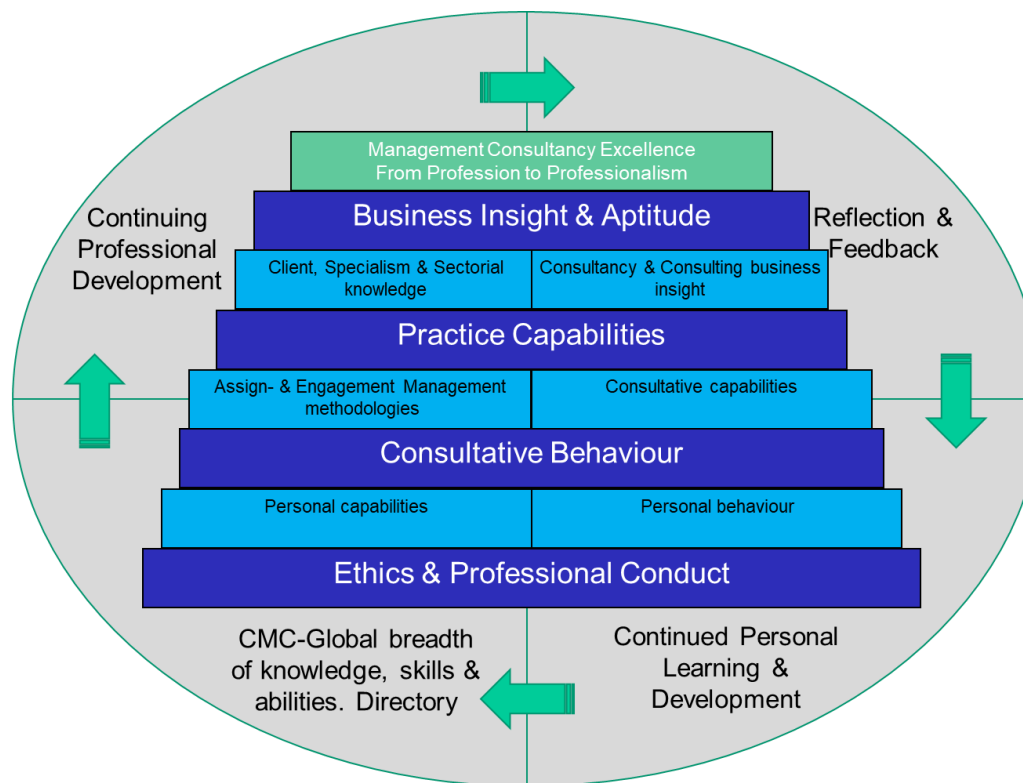 Management Consultancy Excellence
From Profession to Professionalism
Business Insight & Aptitude
Continuing
Professional
Development
Reflection &
Feedback
Client, Specialism & Sectorial
knowledge
Consultancy & Consulting business
insight
Practice Capabilities
Assign- & Engagement Management
methodologies
Consultative capabilities
Consultative Behaviour
Personal capabilities
Personal behaviour
Ethics & Professional Conduct
CMC-Global breadth
of knowledge, skills &
abilities. Directory
Continued Personal
Learning &
Development